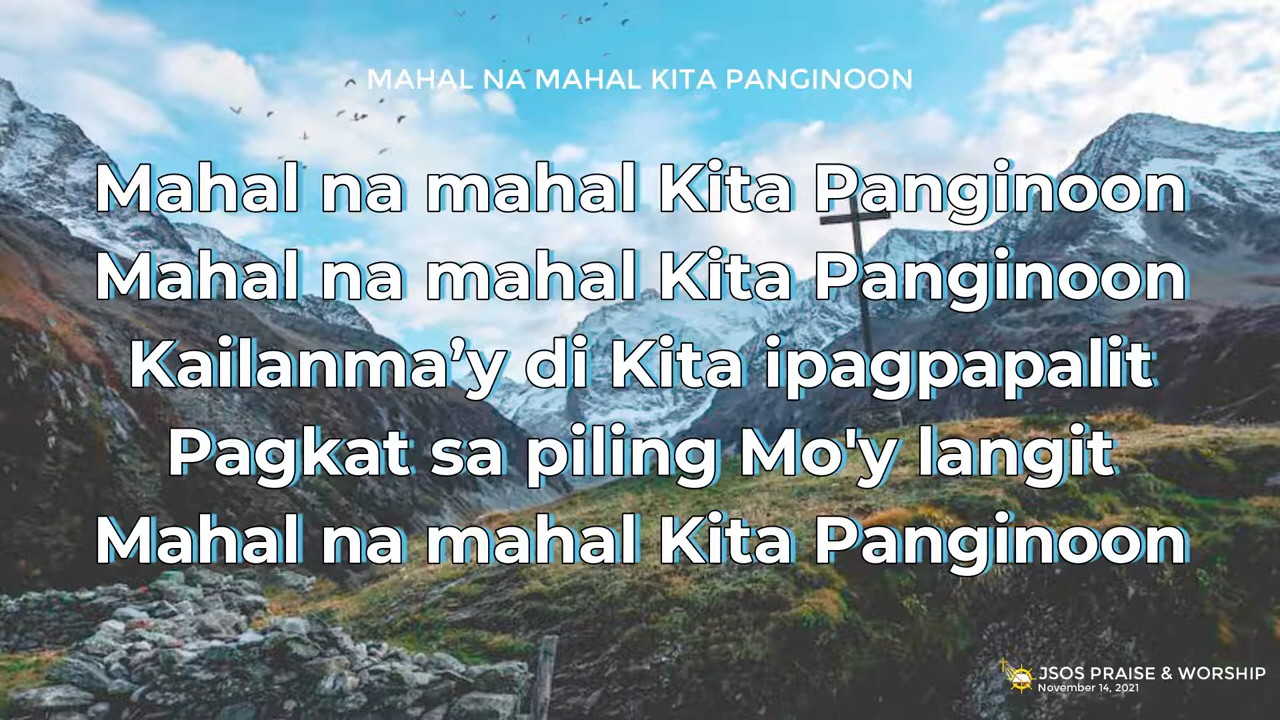 MAHAL NA MAHAL KITA PANGINOON
Mahal na mahal Kita Panginoon
Mahal na mahal Kita Panginoon
Kailanma’y di Kita ipagpapalit
Pagkat sa piling Mo'y langit
Mahal na mahal Kita Panginoon
JSOS PRAISE & WORSHIP
November 14, 2021